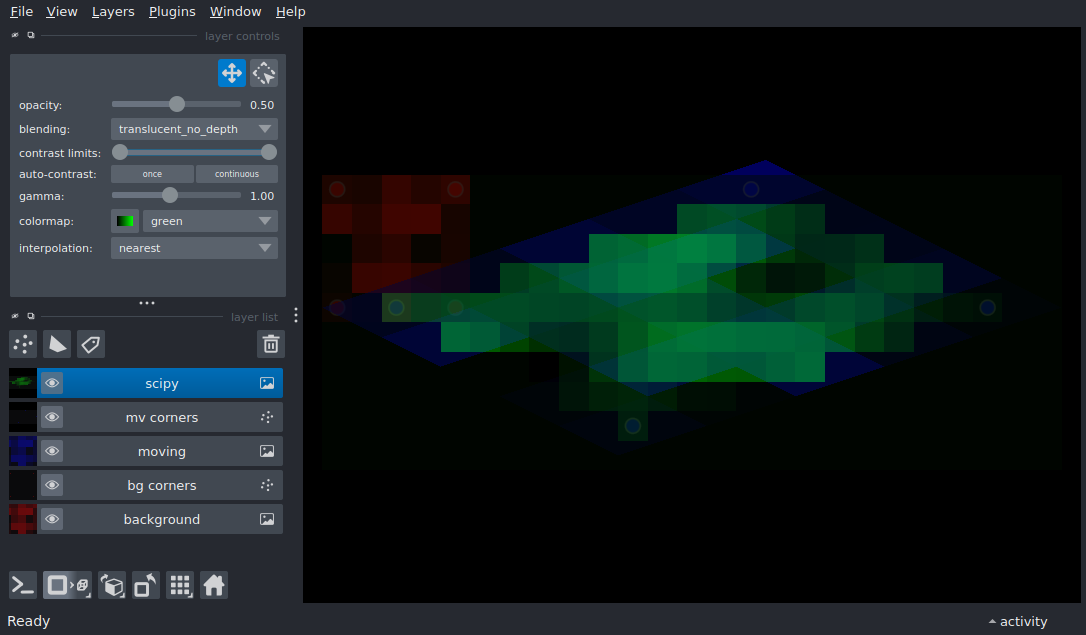 File View Layers Plugins Window Help
layer controls
opacity: 0.50
blending: translucent_no_depth
contrast limits:
auto-contrast: once continuous
gamma: 1.00
colormap: green
interpolation: nearest
layer list
scipy
mv corners
moving
bg corners
background
Ready activity